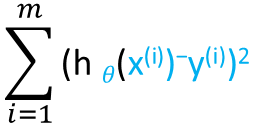 m
∑ (h θ(x⁽ⁱ⁾)⁻y⁽ⁱ⁾)²
i=1